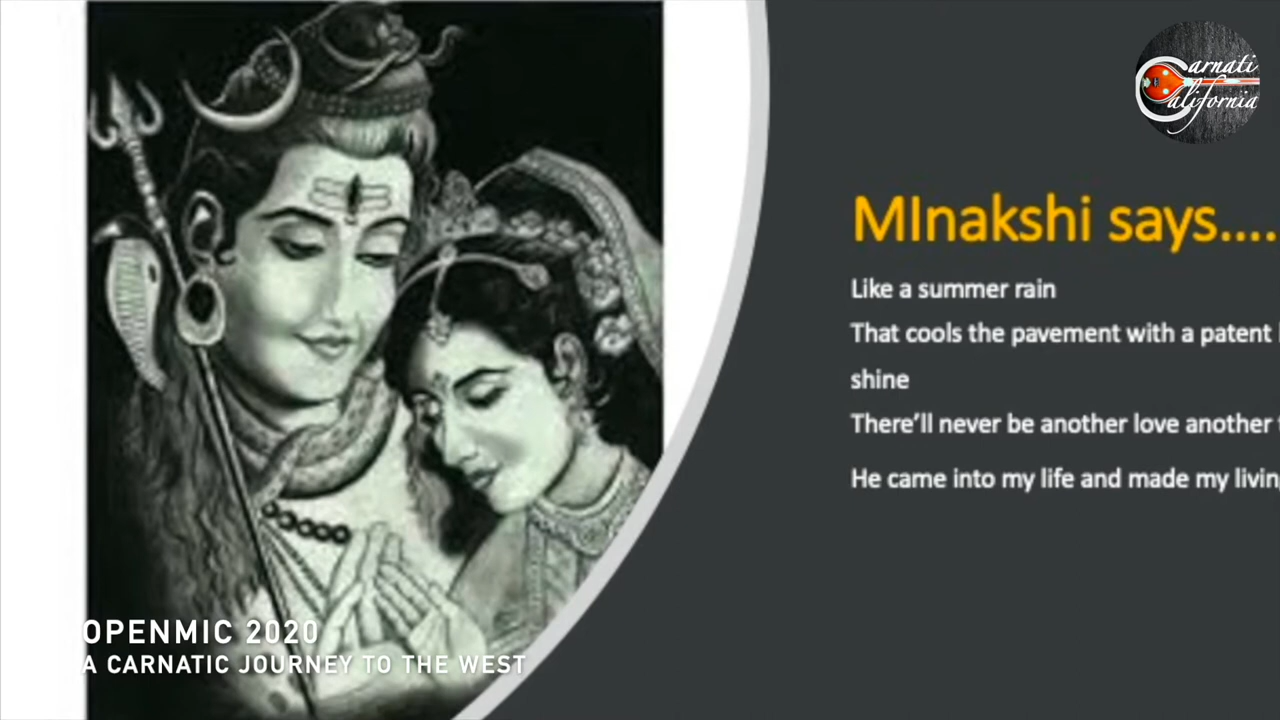 Carnati
California
MInakshi says....
Like a summer rain
That cools the pavement with a patent
shine
There'll never be another love another
He came into my life and made my
OPENMIC 2020
A CARNATIC JOURNEY TO THE WEST